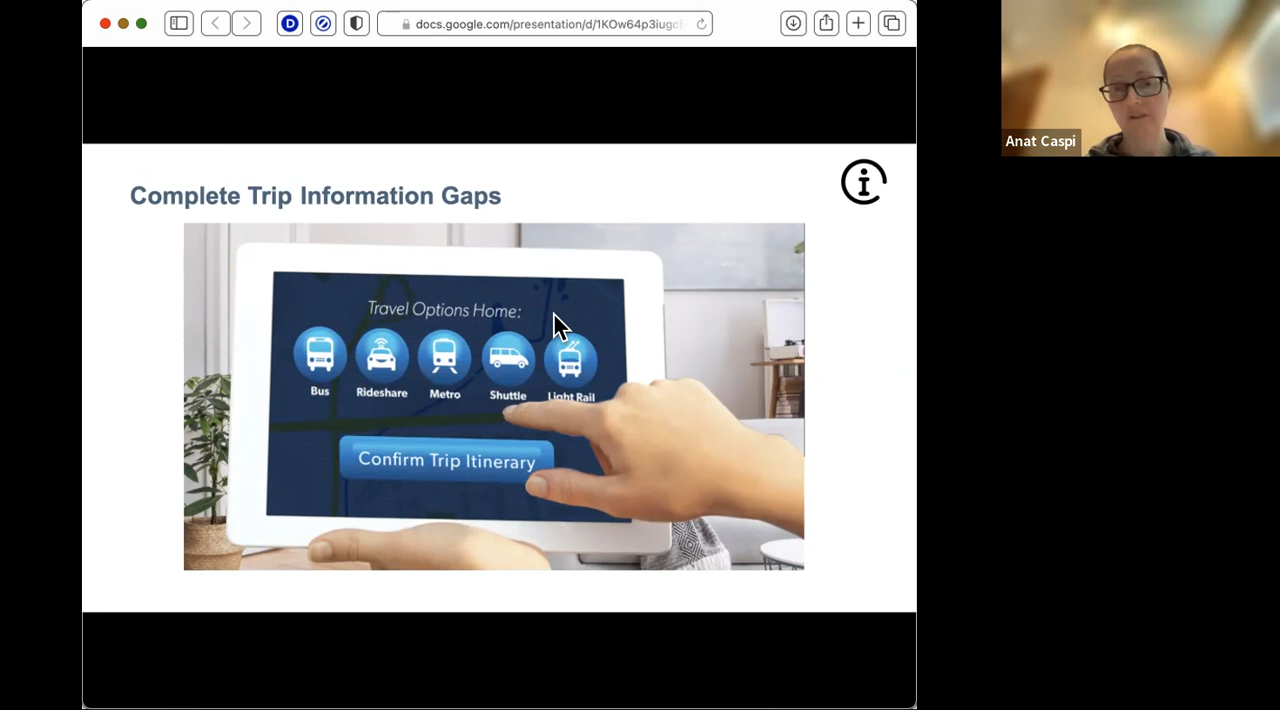 docs.google.com/presentation/d/1KOw64p3iugc
Anat Caspi
Complete Trip Information Gaps
Travel Options Home:
Bus Rideshare Metro Shuttle Light Rail
Confirm Trip Itinerary